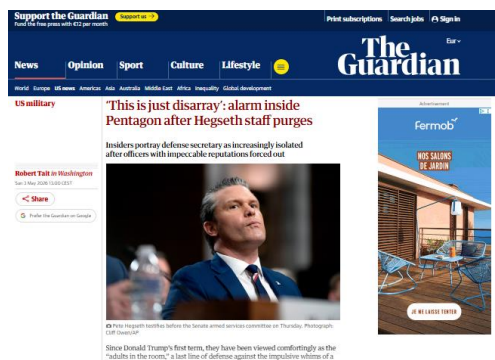 Support the Guardian
Fund the free press with €12 per month
Support us →
Print subscriptions
Search jobs
Sign in
Eur
The Guardian
News
Opinion
Sport
Culture
Lifestyle
World Europe US news Americas Asia Australia Middle East Africa Inequality Global development
US military
'This is just disarray': alarm inside
Pentagon after Hegseth staff purges
Insiders portray defense secretary as increasingly isolated
after officers with impeccable reputations forced out
Robert Tait in Washington
2026 13.00 CEST
Share
Prefer the Guardian on Google
Pete Hegseth testifies before the Senate armed services committee on Thursday. Photograph:
Cliff Owen/AP
Since Donald Trump's first term, they have been viewed comfortingly as the
"adults in the room," a last line of defense against the impulsive whims of a
Advertisement
Fermob
NOS SALONS
DE JARDIN
JE ME LAISSE TENTER